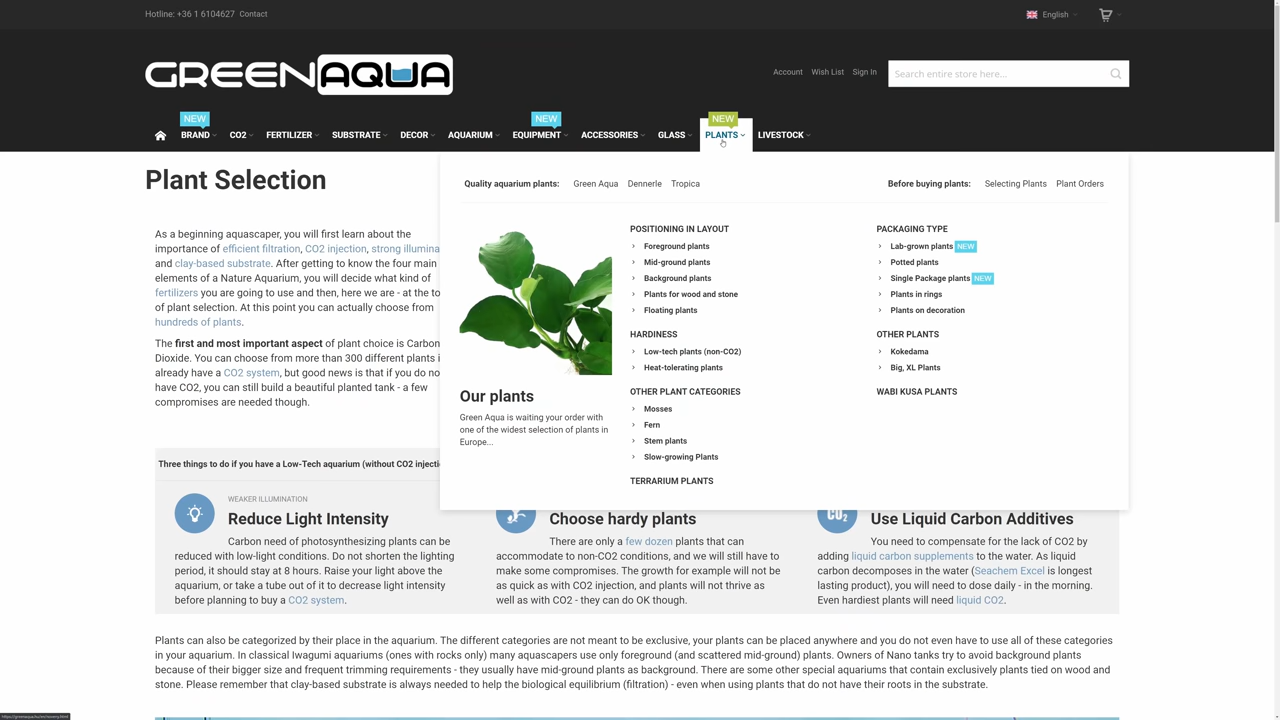 Hotline: +36 1 6104627 Contact
English
GREENAQUA
Account Wish List Sign In
Search entire store here...
NEW NEW NEW
BRAND CO2 FERTILIZER SUBSTRATE DECOR AQUARIUM EQUIPMENT ACCESSORIES GLASS PLANTS LIVESTOCK
Plant Selection
As a beginning aquascaper, you will first learn about the
importance of efficient filtration, CO2 injection, strong illumina
and clay-based substrate. After getting to know the four main
elements of a Nature Aquarium, you will decide what kind of
fertilizers you are going to use and then, here we are - at the to
of plant selection. At this point you can actually choose from
hundreds of plants.
The first and most important aspect of plant choice is Carbon
Dioxide. You can choose from more than 300 different plants i
already have a CO2 system, but good news is that if you do no
have CO2, you can still build a beautiful planted tank - a few
compromises are needed though.
Quality aquarium plants: Green Aqua Dennerle Tropica
Before buying plants: Selecting Plants Plant Orders
Our plants
Green Aqua is waiting your order with
one of the widest selection of plants in
Europe...
POSITIONING IN LAYOUT
Foreground plants
Mid-ground plants
Background plants
Plants for wood and stone
Floating plants
HARDINESS
Low-tech plants (non-CO2)
Heat-tolerating plants
OTHER PLANT CATEGORIES
Mosses
Fern
Stem plants
Slow-growing Plants
TERRARIUM PLANTS
PACKAGING TYPE
Lab-grown plants NEW
Potted plants
Single Package plants NEW
Plants in rings
Plants on decoration
OTHER PLANTS
Kokedama
Big, XL Plants
WABI KUSA PLANTS
Three things to do if you have a Low-Tech aquarium (without CO2 injecti
WEAKER ILLUMINATION
Reduce Light Intensity
Carbon need of photosynthesizing plants can be
reduced with low-light conditions. Do not shorten the lighting
period, it should stay at 8 hours. Raise your light above the
aquarium, or take a tube out of it to decrease light intensity
before planning to buy a CO2 system.
Choose hardy plants
There are only a few dozen plants that can
accommodate to non-CO2 conditions, and we will still have to
make some compromises. The growth for example will not be
as quick as with CO2 injection, and plants will not thrive as
well as with CO2 - they can do OK though.
CO2
Use Liquid Carbon Additives
You need to compensate for the lack of CO2 by
adding liquid carbon supplements to the water. As liquid
carbon decomposes in the water (Seachem Excel is longest
lasting product), you will need to dose daily - in the morning.
Even hardiest plants will need liquid CO2.
Plants can also be categorized by their place in the aquarium. The different categories are not meant to be exclusive, your plants can be placed anywhere and you do not even have to use all of these categories
in your aquarium. In classical Iwagumi aquariums (ones with rocks only) many aquascapers use only foreground (and scattered mid-ground) plants. Owners of Nano tanks try to avoid background plants
because of their bigger size and frequent trimming requirements - they usually have mid-ground plants as background. There are some other special aquariums that contain exclusively plants tied on wood and
stone. Please remember that clay-based substrate is always needed to help the biological equilibrium (filtration) - even when using plants that do not have their roots in the substrate.